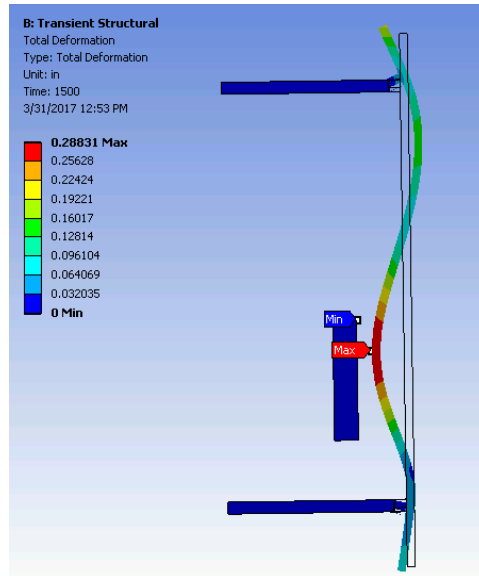 B: Transient Structural
Total Deformation
Type: Total Deformation
Unit: in
Time: 1500
3/31/2017 12:53 PM
0.28831 Max
0.25628
0.22424
0.19221
0.16017
0.12814
0.096104
0.064069
0.032035
0 Min
Min
Max